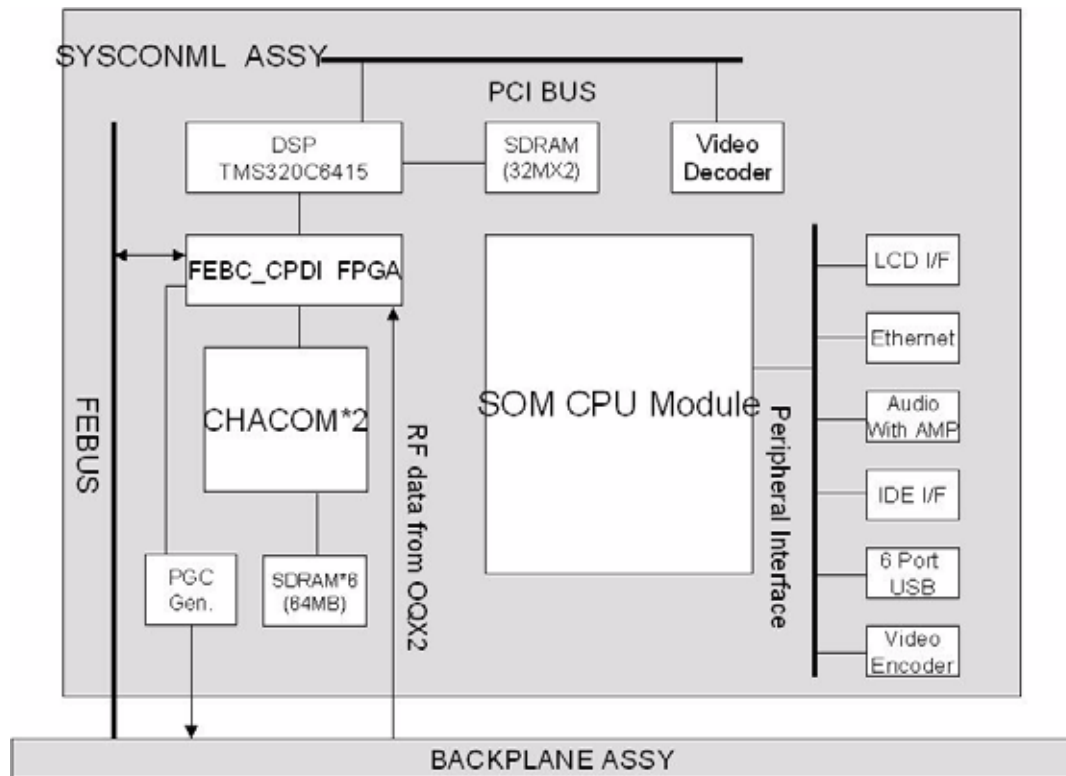 SYSCONML ASSY
PCI BUS
DSP
TMS320C6415
SDRAM
(32MX2)
Video
Decoder
FEBC_CPDI FPGA
SOM CPU Module
LCD I/F
Ethernet
CHACOM*2
Audio
With AMP
FEBUS
RF data from OQX2
Peripheral Interface
IDE I/F
PGC
Gen.
SDRAM*6
(64MB)
6 Port
USB
Video
Encoder
BACKPLANE ASSY